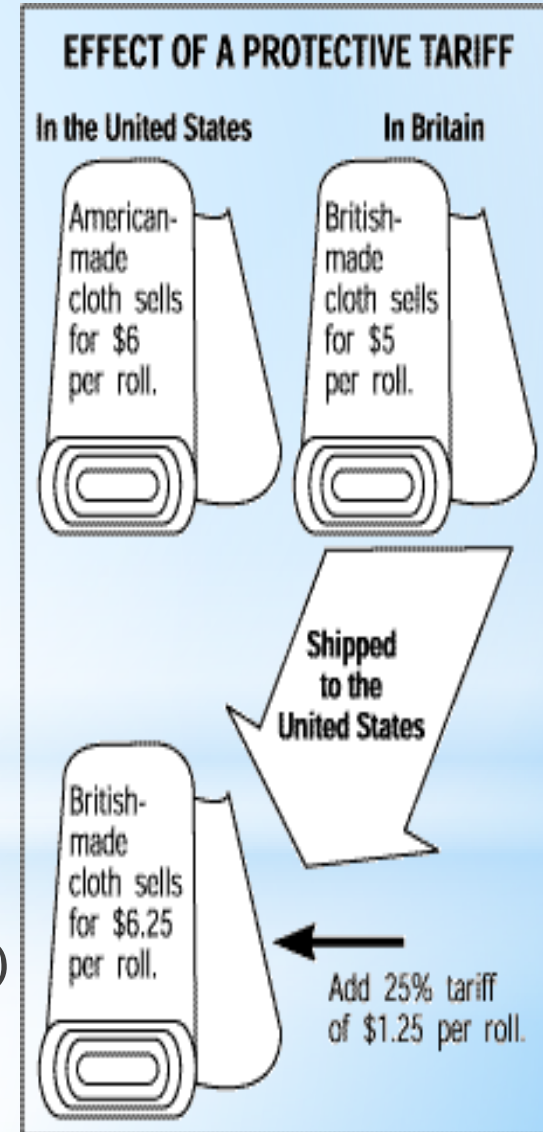 EFFECT OF A PROTECTIVE TARIFF
In the United States
American-
made
cloth sells
for $6
per roll.
In Britain
British-
made
cloth sells
for $5
per roll.
Shipped
to the
United States
British-
made
cloth sells
for $6.25
per roll.
Add 25% tariff
of $1.25 per roll.
)